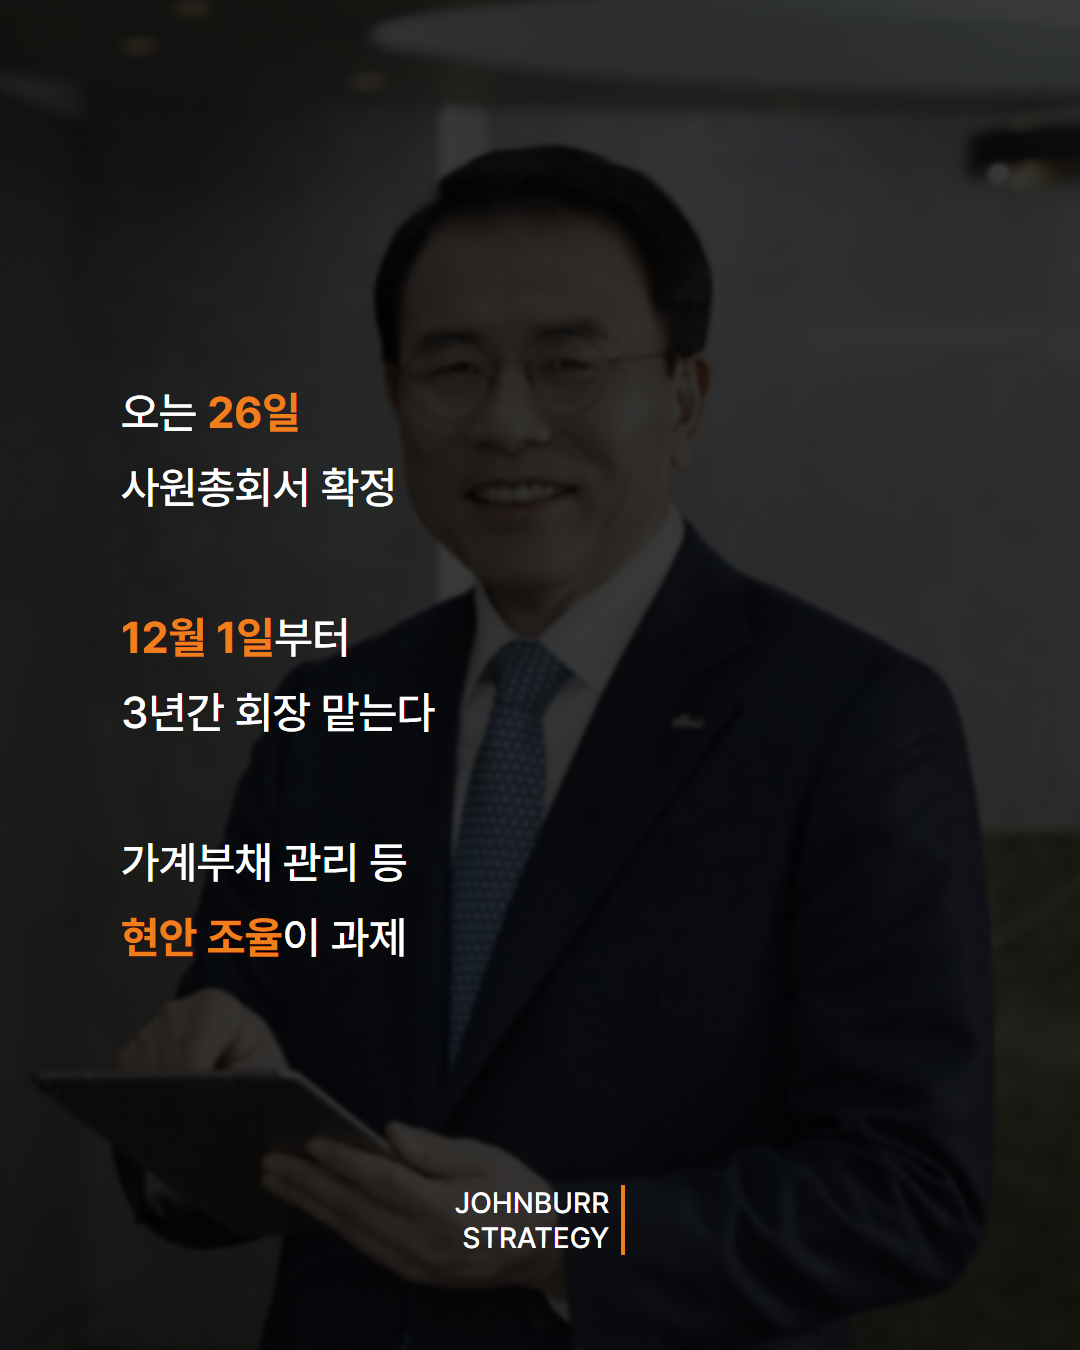 오는 26일
사원총회서 확정
12월 1일부터
3년간 회장 맡는다
가계부채 관리 등
현안 조율이 과제
JOHNBURR
STRATEGY